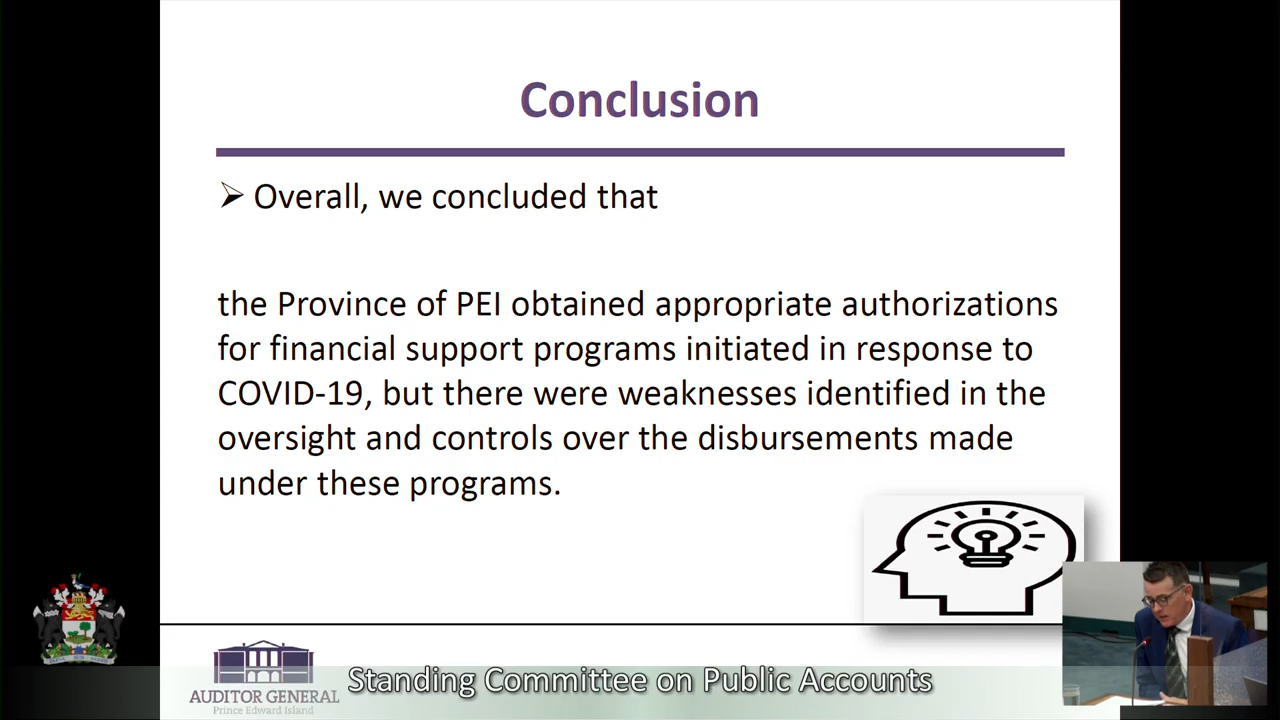 Conclusion
➢ Overall, we concluded that
the Province of PEI obtained appropriate authorizations
for financial support programs initiated in response to
COVID-19, but there were weaknesses identified in the
oversight and controls over the disbursements made
under these programs.
AUDITOR GENERAL
Prince Edward Island
Standing Committee on Public Accounts